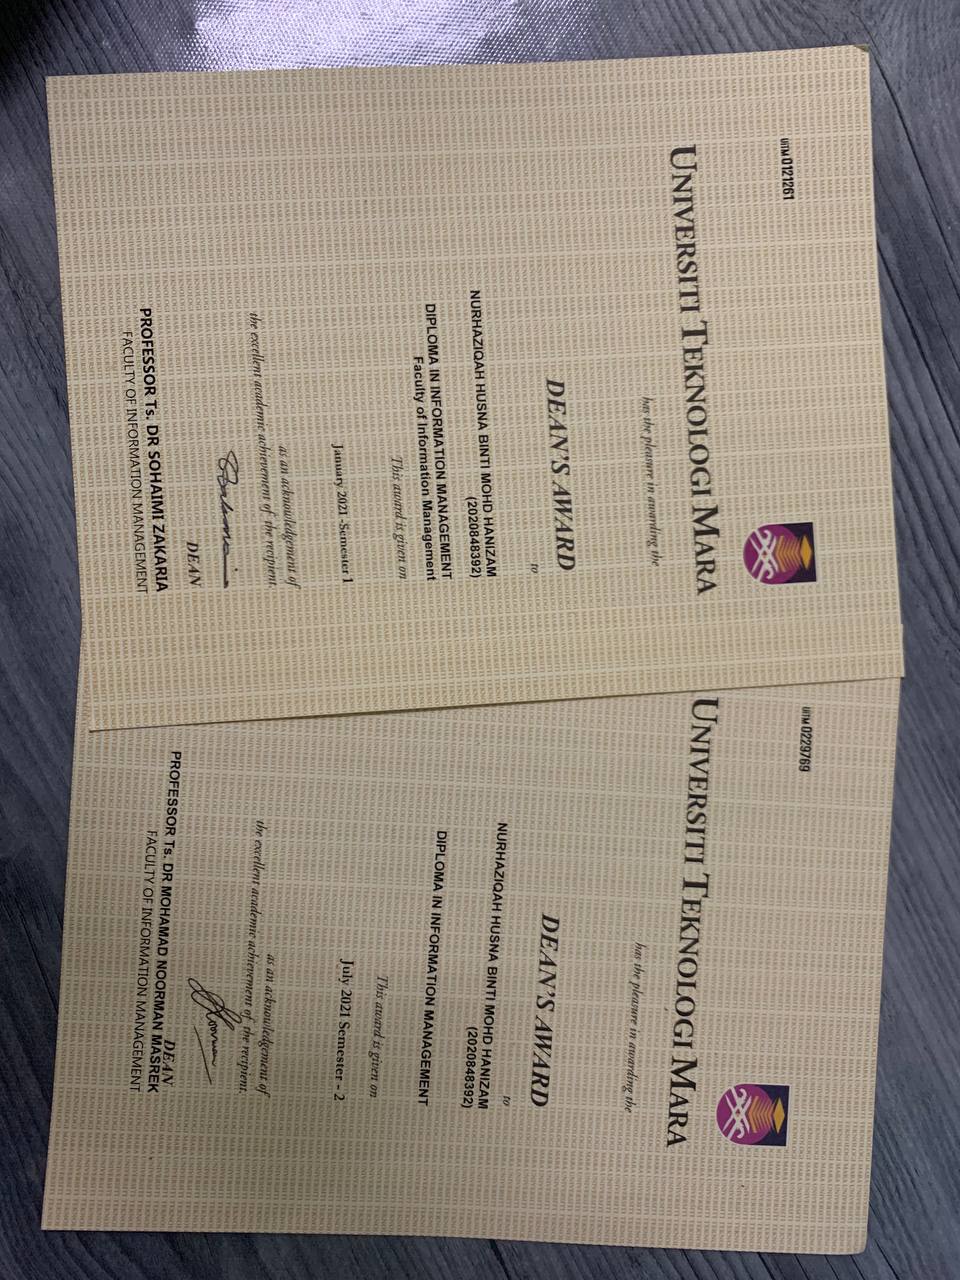 UiTM 0121261
UNIVERSITI TEKNOLOGI MARA
has the pleasure in awarding the
DEAN'S AWARD
to
NURHAZIQAH HUSNA BINTI MOHD HANIZAM
(2020848392)
DIPLOMA IN INFORMATION MANAGEMENT
Faculty of Information Management
This award is given on
January 2021 -Semester 1
as an acknowledgement of
the excellent academic achievement of the recipient.
DEAN
PROFESSOR Ts. DR SOHAIMI ZAKARIA
FACULTY OF INFORMATION MANAGEMENT
UiTM 0229769
UNIVERSITI TEKNOLOGI MARA
has the pleasure in awarding the
DEAN'S AWARD
to
NURHAZIQAH HUSNA BINTI MOHD HANIZAM
(2020848392)
DIPLOMA IN INFORMATION MANAGEMENT
This award is given on
July 2021 Semester - 2
as an acknowledgement of
the excellent academic achievement of the recipient.
DEAN
PROFESSOR Ts. DR MOHAMAD NOORMAN MASREK
FACULTY OF INFORMATION MANAGEMENT